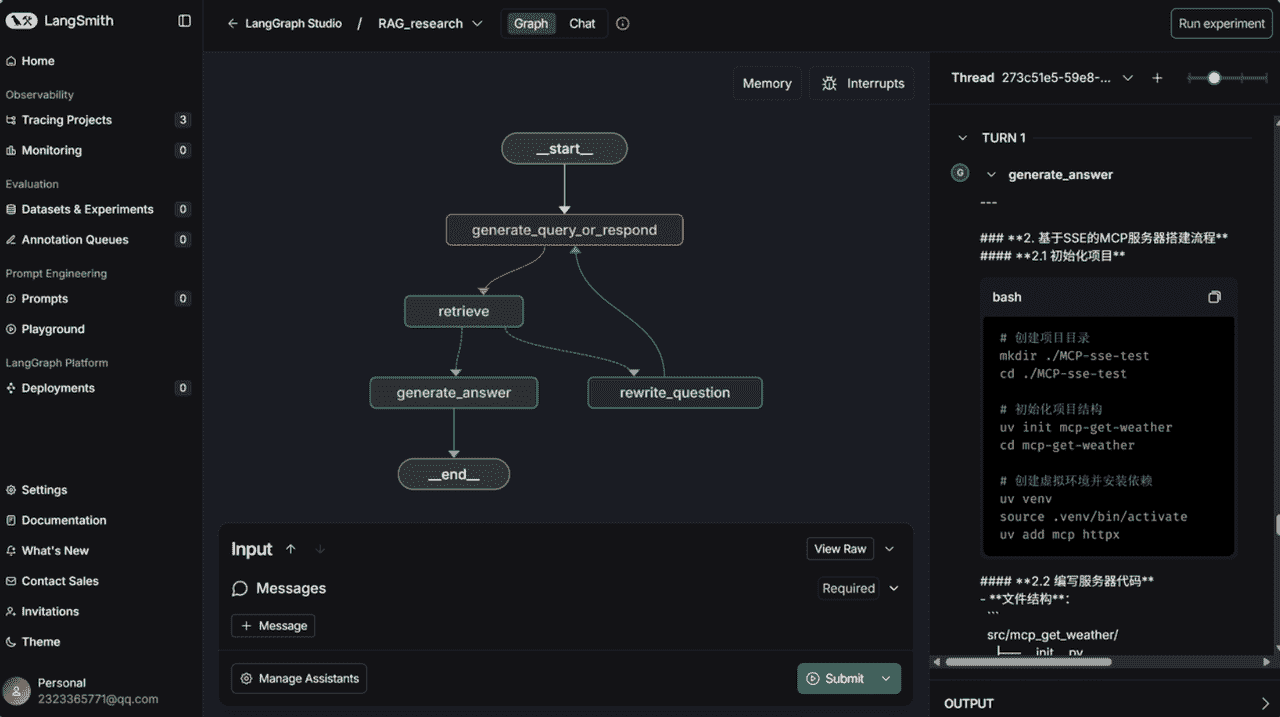 LangSmith
Home
Observability
Tracing Projects 3
Monitoring 0
Evaluation
Datasets & Experiments 0
Annotation Queues 0
Prompt Engineering
Prompts 0
Playground
LangGraph Platform
Deployments 0
Settings
Documentation
What's New
Contact Sales
Invitations
Theme
Personal
2323365771@qq.com
LangGraph Studio / RAG_research
Graph Chat
Run experiment
Memory
Interrupts
__start__
generate_query_or_respond
retrieve
generate_answer
rewrite_question
__end__
Input
View Raw
Messages
Required
+ Message
Manage Assistants
Submit
Thread 273c51e5-59e8-...
TURN 1
G
generate_answer
---
### **2. 基于SSE的MCP服务器搭建流程**
#### **2.1 初始化项目**
bash
# 创建项目目录
mkdir ./MCP-sse-test
cd ./MCP-sse-test
# 初始化项目结构
uv init mcp-get-weather
cd mcp-get-weather
# 创建虚拟环境并安装依赖
uv venv
source .venv/bin/activate
uv add mcp httpx
#### **2.2 编写服务器代码**
- **文件结构**：
```
src/mcp_get_weather/
├── __init__.py
OUTPUT